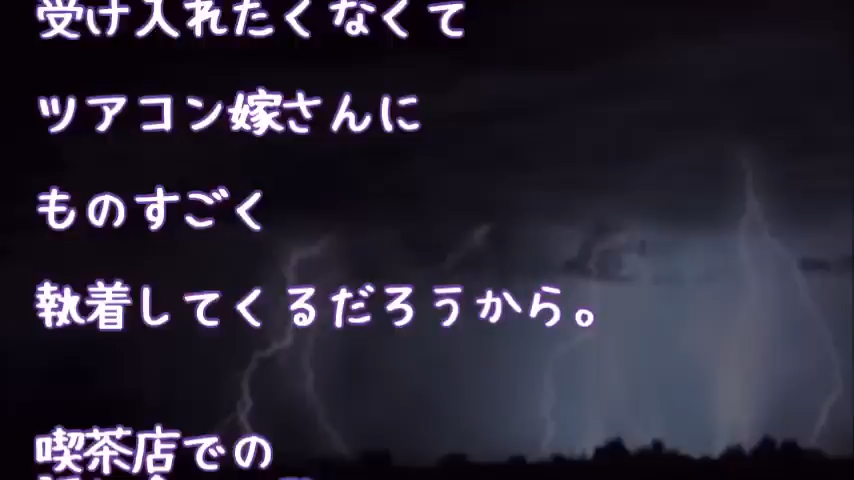 受け入れたくなくて
ツアコン嫁さんに
ものすごく
執着してくるだろうから。
喫茶店での